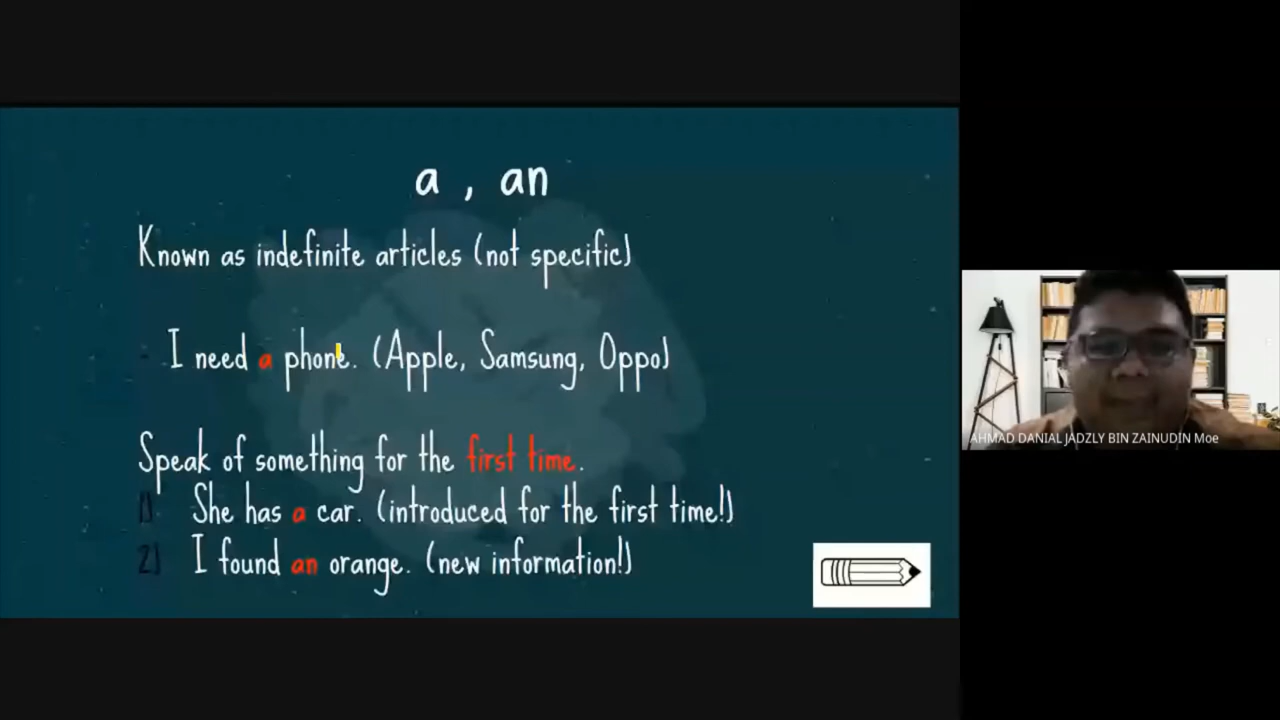 a , an
Known as indefinite articles (not specific)
- I need a phone. (Apple, Samsung, Oppo)
Speak of something for the first time.
1) She has a car. (introduced for the first time!)
2) I found an orange. (new information!)
AHMAD DANIAL JADZLY BIN ZAINUDIN Moe